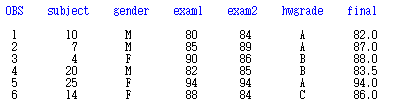 OBS subject gender exam1 exam2 hwgrade final
1 10 M 80 84 A 82.0
2 7 M 85 89 A 87.0
3 4 F 90 86 B 88.0
4 20 M 82 85 B 83.5
5 25 F 94 94 A 94.0
6 14 F 88 84 C 86.0